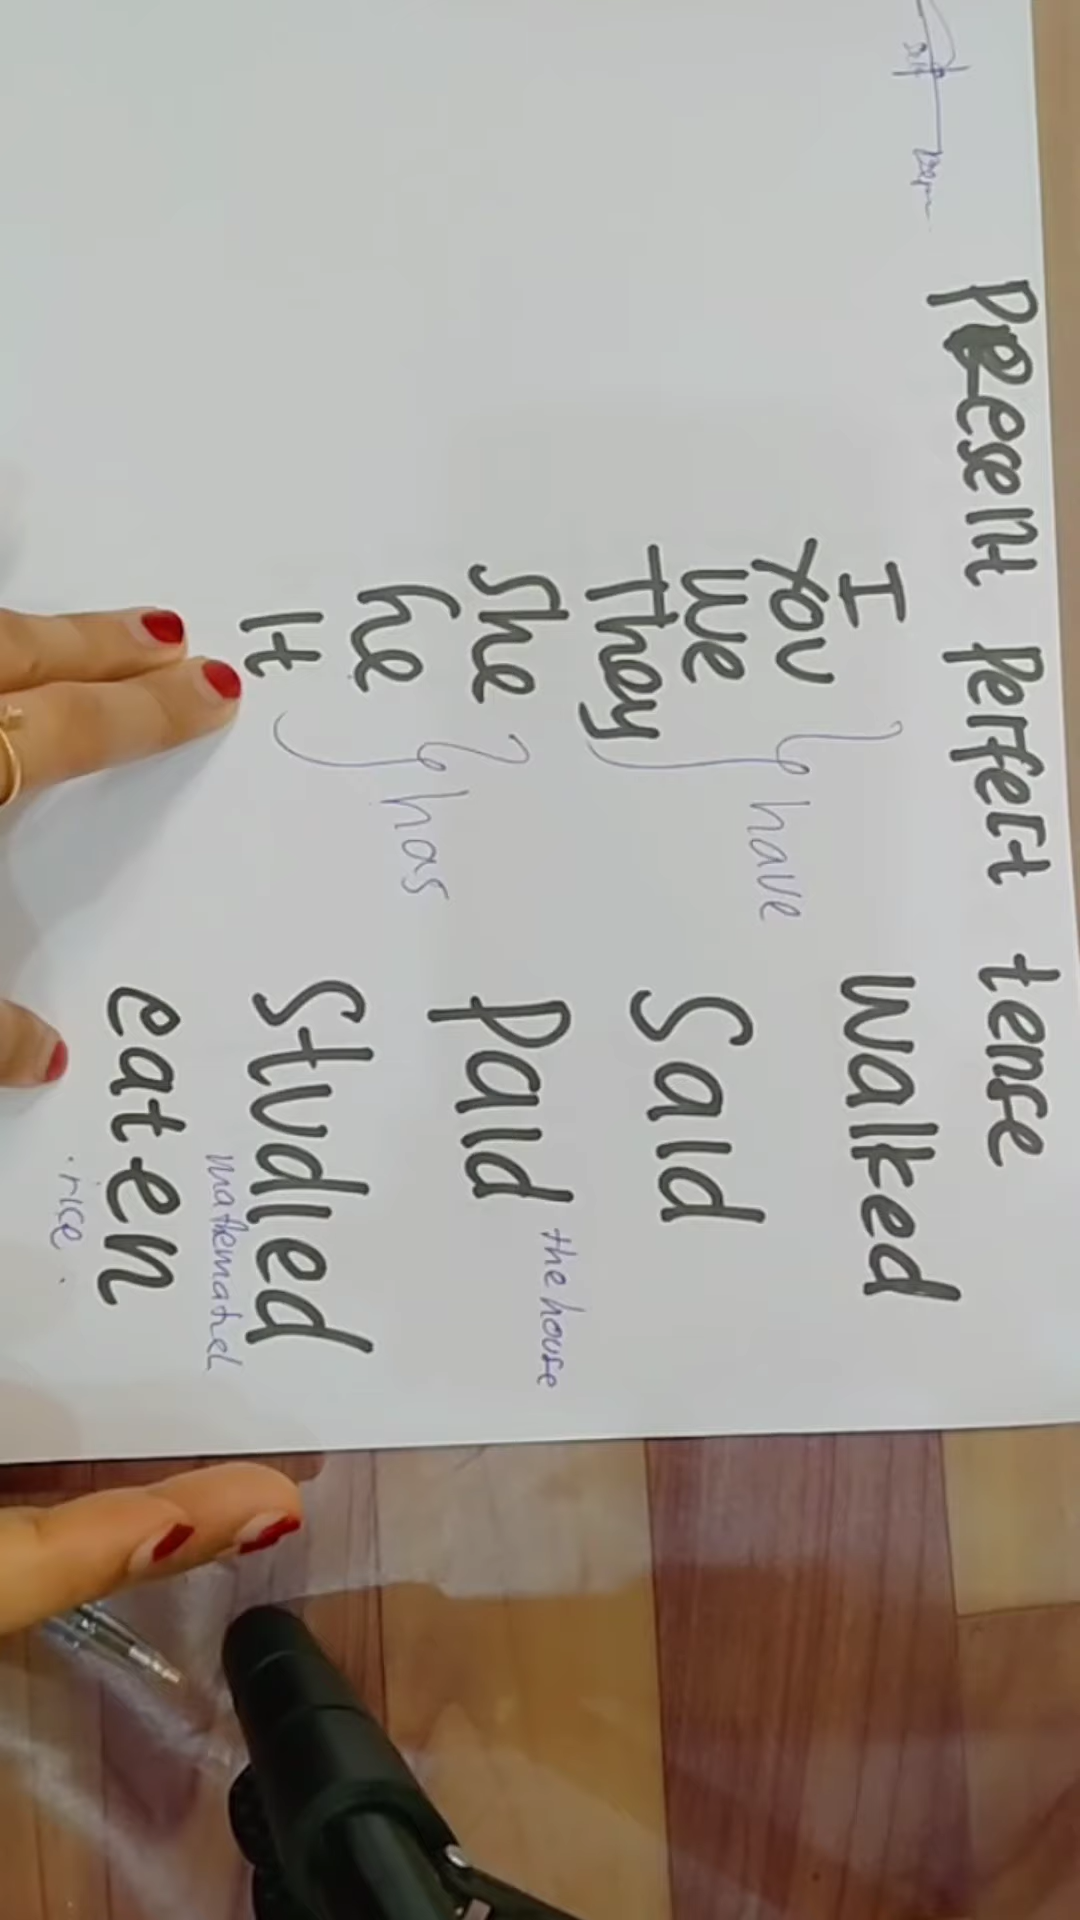 Present Perfect tense
I
You
We
They
have
She
he
It
has
walked
Said
Paid
the house
Studied
eaten
rice